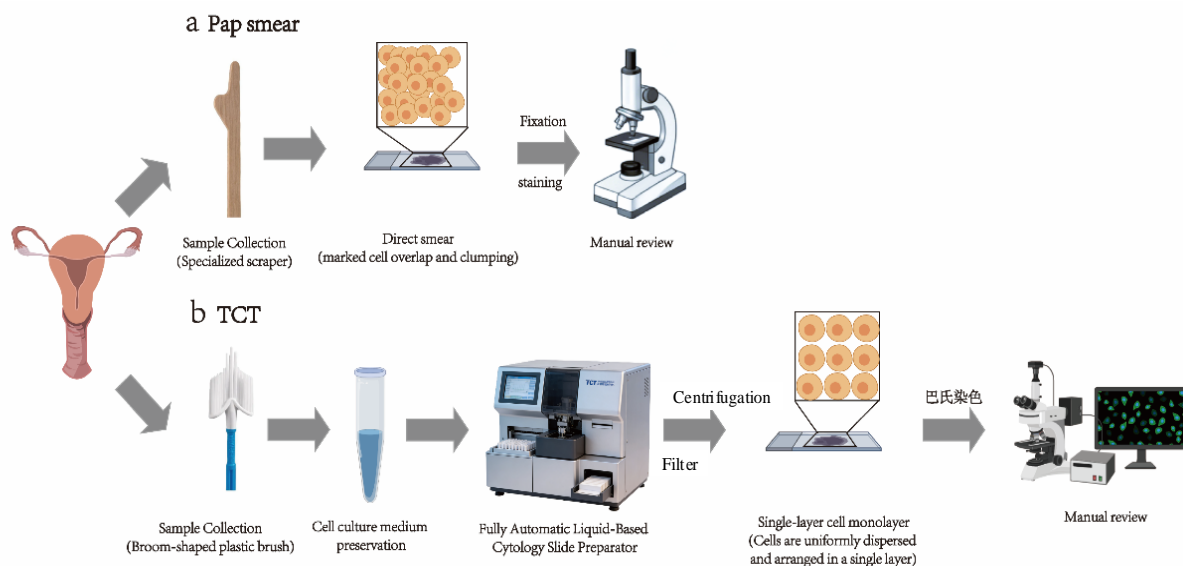 a Pap smear
Fixation
staining
Sample Collection
(Specialized scraper)
Direct smear
(marked cell overlap and clumping)
Manual review
b TCT
TCT
Centrifugation
Filter
巴氏染色
Sample Collection
(Broom-shaped plastic brush)
Cell culture medium
preservation
Fully Automatic Liquid-Based
Cytology Slide Preparator
Single-layer cell monolayer
(Cells are uniformly dispersed
and arranged in a single layer)
Manual review